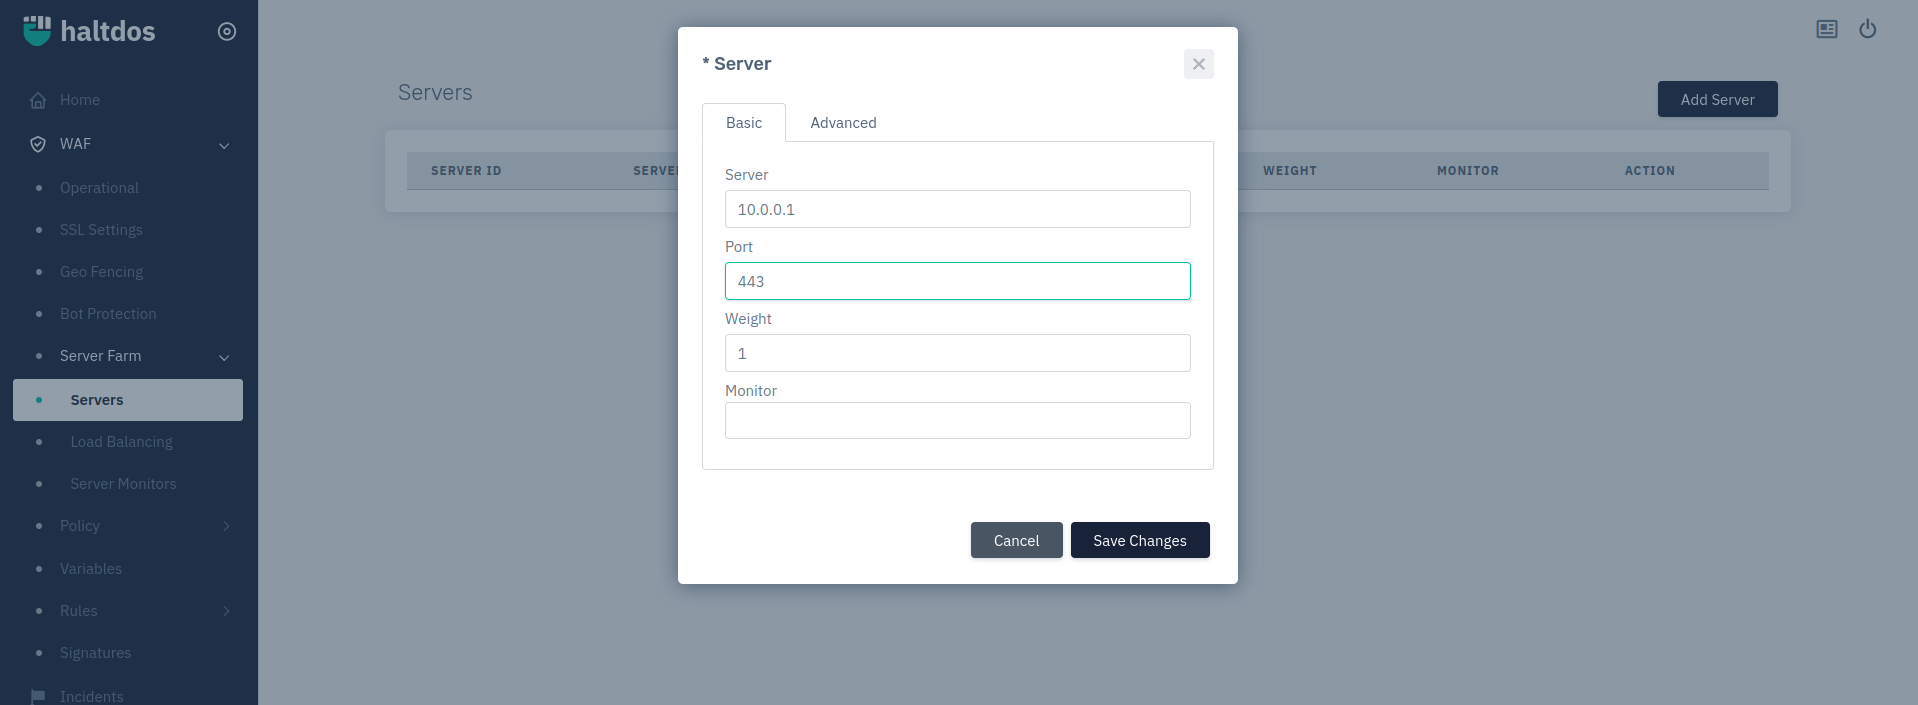 haltdos
Home
WAF
Operational
SSL Settings
Geo Fencing
Bot Protection
Server Farm
Servers
Load Balancing
Server Monitors
Policy
Variables
Rules
Signatures
Incidents
Servers
Add Server
SERVER ID
WEIGHT
MONITOR
ACTION
* Server
Basic
Advanced
Server
10.0.0.1
Port
443
Weight
1
Monitor
Cancel
Save Changes